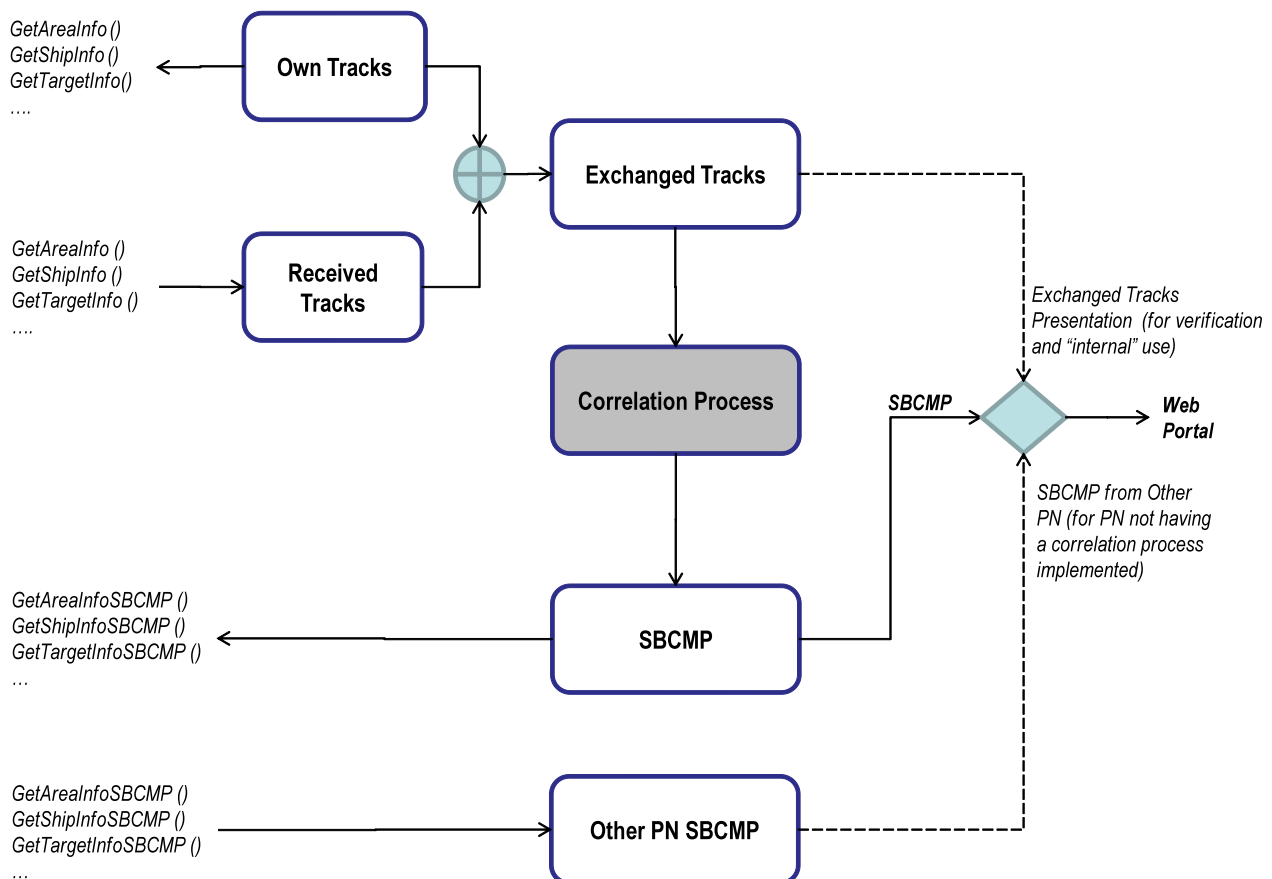 GetAreaInfo ()
GetShipInfo ()
GetTargetInfo()
….
Own Tracks
Exchanged Tracks
GetAreaInfo ()
GetShipInfo ()
GetTargetInfo ()
….
Received
Tracks
Exchanged Tracks
Presentation (for verification
and “internal” use)
Correlation Process
SBCMP
Web
Portal
SBCMP from Other
PN (for PN not having
a correlation process
implemented)
GetAreaInfoSBCMP ()
GetShipInfoSBCMP ()
GetTargetInfoSBCMP ()
…
SBCMP
GetAreaInfoSBCMP ()
GetShipInfoSBCMP ()
GetTargetInfoSBCMP ()
…
Other PN SBCMP